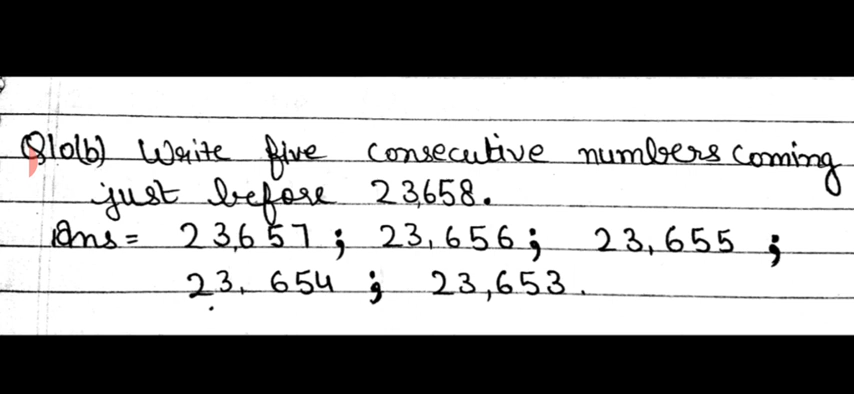 Q10(b) Write five consecutive numbers coming
just before 23,658.
Ans = 23,657 ; 23,656 ; 23,655 ;
23, 654 ; 23,653.